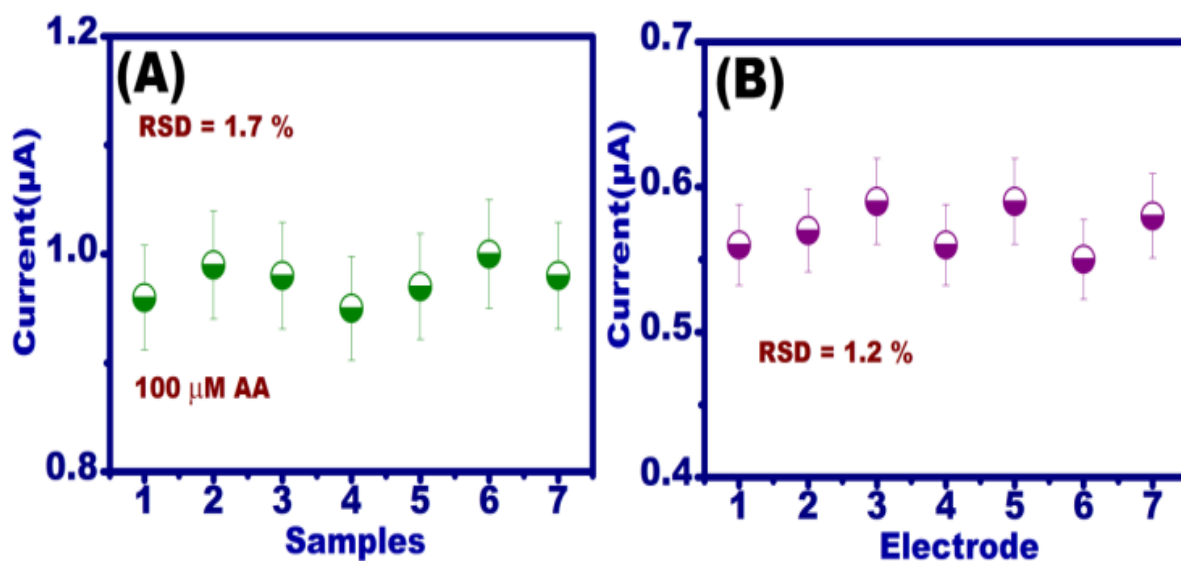 (A)
RSD = 1.7 %
100 μM AA
Current(μA)
1.2
1.0
0.8
1 2 3 4 5 6 7
Samples
(B)
RSD = 1.2 %
Current(μA)
0.7
0.6
0.5
0.4
1 2 3 4 5 6 7
Electrode